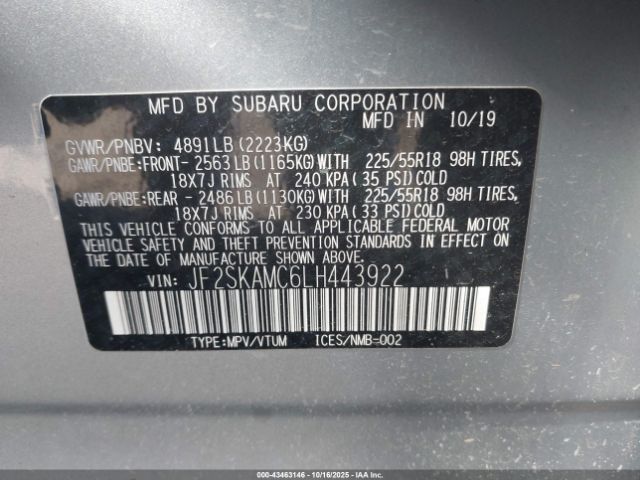 MFD BY SUBARU CORPORATION
MFD IN 10/19
GVWR/PNBV: 4891LB(2223KG)
GAWR/PNBE:FRONT- 2563LB(1165KG)WITH 225/55R18 98H TIRES,
18X7J RIMS AT 240 KPA(35 PSI)COLD
GAWR/PNBE:REAR - 2486LB(1130KG)WITH 225/55R18 98H TIRES,
18X7J RIMS AT 230 KPA(33 PSI)COLD
THIS VEHICLE CONFORMS TO ALL APPLICABLE FEDERAL MOTOR
VEHICLE SAFETY AND THEFT PREVENTION STANDARDS IN EFFECT ON
THE DATE OF MANUFACTURE SHOWN ABOVE.
VIN: JF2SKAMC6LH443922
TYPE:MPV/VTUM ICES/NMB-002
000-43463146 - 10/16/2025 - IAA Inc.